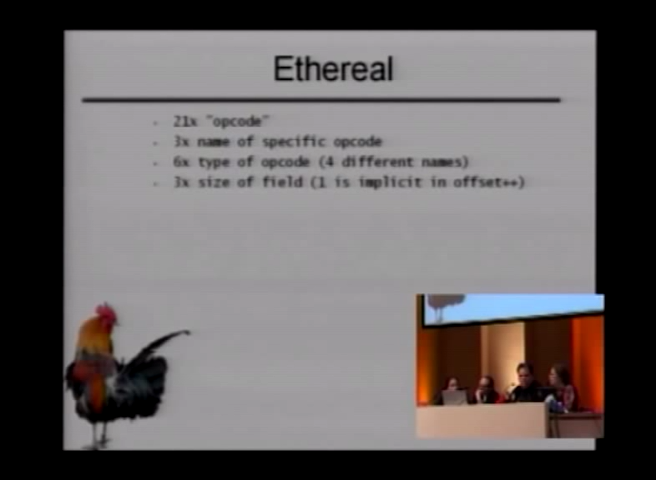 Ethereal
- 21x "opcode"
- 3x name of specific opcode
- 6x type of opcode (4 different names)
- 3x size of field (1 is implicit in offset++)